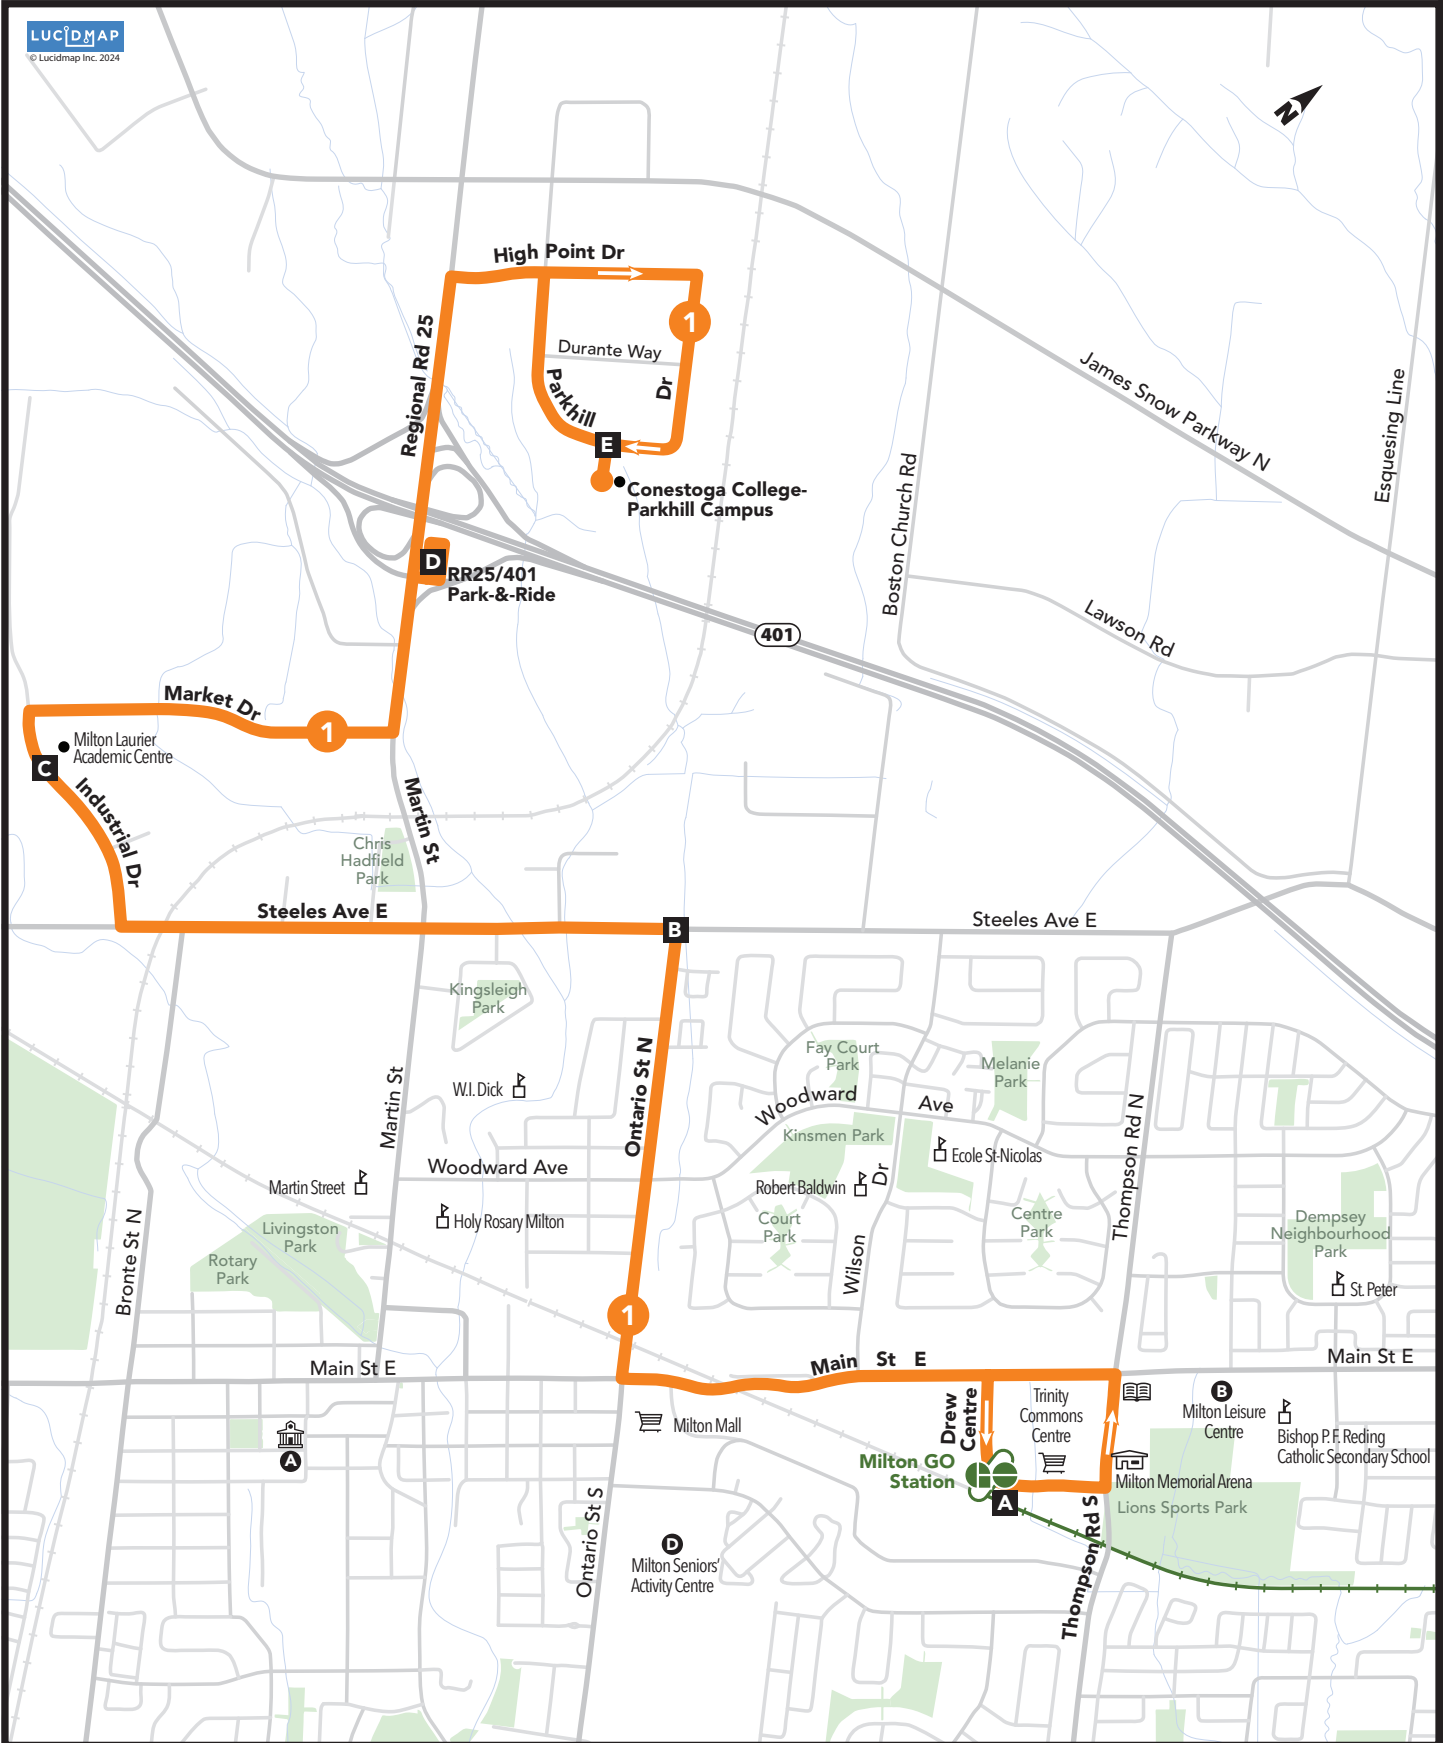 LUCIDMAP
© Lucidmap Inc. 2024
N
High Point Dr
1
Regional Rd 25
Durante Way
Parkhill
Dr
E
Conestoga College-
Parkhill Campus
James Snow Parkway N
Esquesing Line
Boston Church Rd
D
RR25/401
Park-&-Ride
401
Lawson Rd
Market Dr
1
Milton Laurier
Academic Centre
C
Industrial Dr
Martin St
Chris
Hadfield
Park
Steeles Ave E
B
Steeles Ave E
Kingsleigh
Park
Fay Court
Park
Melanie
Park
Ontario St N
W.I. Dick
Woodward
Ave
Martin St
Kinsmen Park
Thompson Rd N
Ecole St-Nicolas
Woodward Ave
Martin Street
Robert Baldwin
Dr
Holy Rosary Milton
Court
Park
Centre
Park
Dempsey
Neighbourhood
Park
Livingston
Park
Rotary
Park
Bronte St N
Wilson
St. Peter
1
Main St E
Main St E
Main St E
Drew
Centre
Trinity
Commons
Centre
B
Milton Leisure
Centre
Milton Mall
Bishop P. F. Reding
Catholic Secondary School
A
Milton GO
Station
Milton Memorial Arena
A
Lions Sports Park
Thompson Rd S
Ontario St S
D
Milton Seniors'
Activity Centre